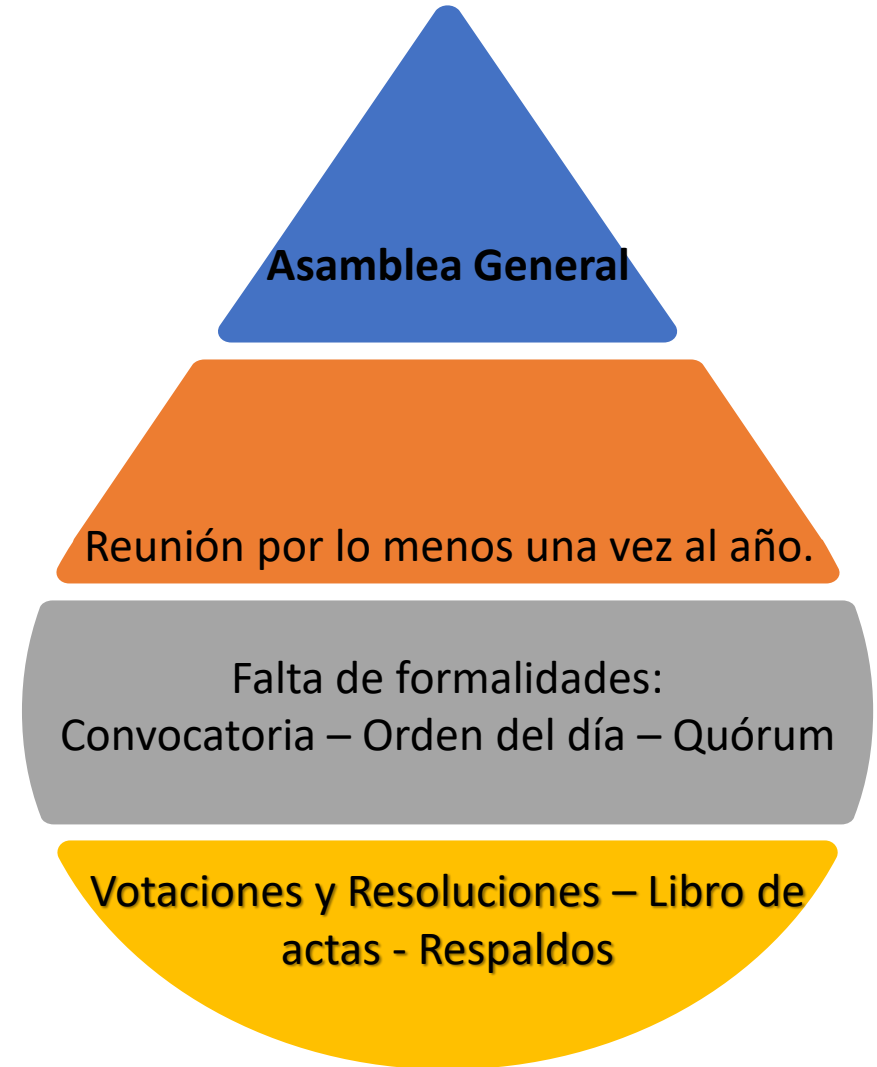 Asamblea General
Reunión por lo menos una vez al año.
Falta de formalidades:
Convocatoria – Orden del día – Quórum
Votaciones y Resoluciones – Libro de
actas - Respaldos